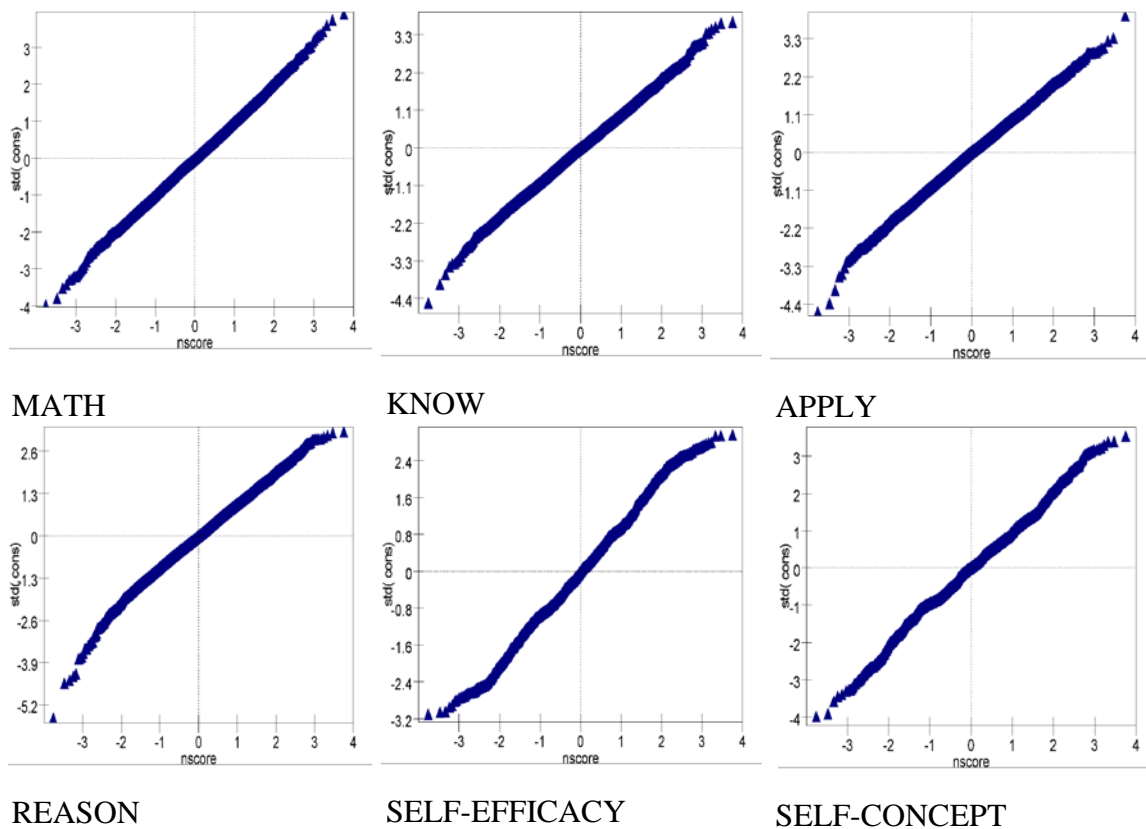 3
2
1
0
-1
-2
-3
-4
std( cons)
-3 -2 -1 0 1 2 3 4
nscore
MATH
3.3
2.2
1.1
0
-1.1
-2.2
-3.3
-4.4
std( cons)
-3 -2 -1 0 1 2 3 4
nscore
KNOW
3.3
2.2
1.1
0
-1.1
-2.2
-3.3
-4.4
std( cons)
-3 -2 -1 0 1 2 3 4
nscore
APPLY
2.6
1.3
0
-1.3
-2.6
-3.9
-5.2
std( cons)
-3 -2 -1 0 1 2 3 4
nscore
REASON
2.4
1.6
0.8
0
-0.8
-1.6
-2.4
-3.2
std( cons)
-3 -2 -1 0 1 2 3 4
nscore
SELF-EFFICACY
3
2
1
0
-1
-2
-3
-4
std( cons)
-3 -2 -1 0 1 2 3 4
nscore
SELF-CONCEPT